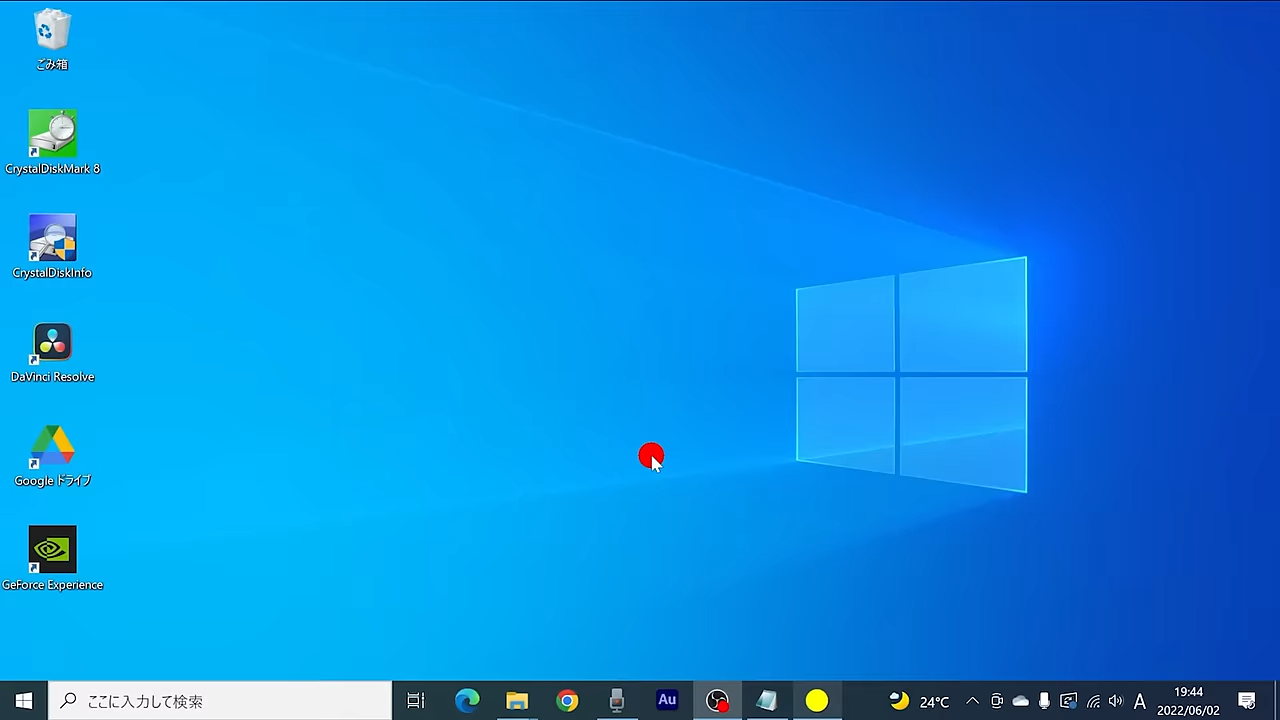 ごみ箱
CrystalDiskMark 8
CrystalDiskInfo
DaVinci Resolve
Google ドライブ
GeForce Experience
ここに入力して検索
Au
24°C
A
19:44
2022/06/02